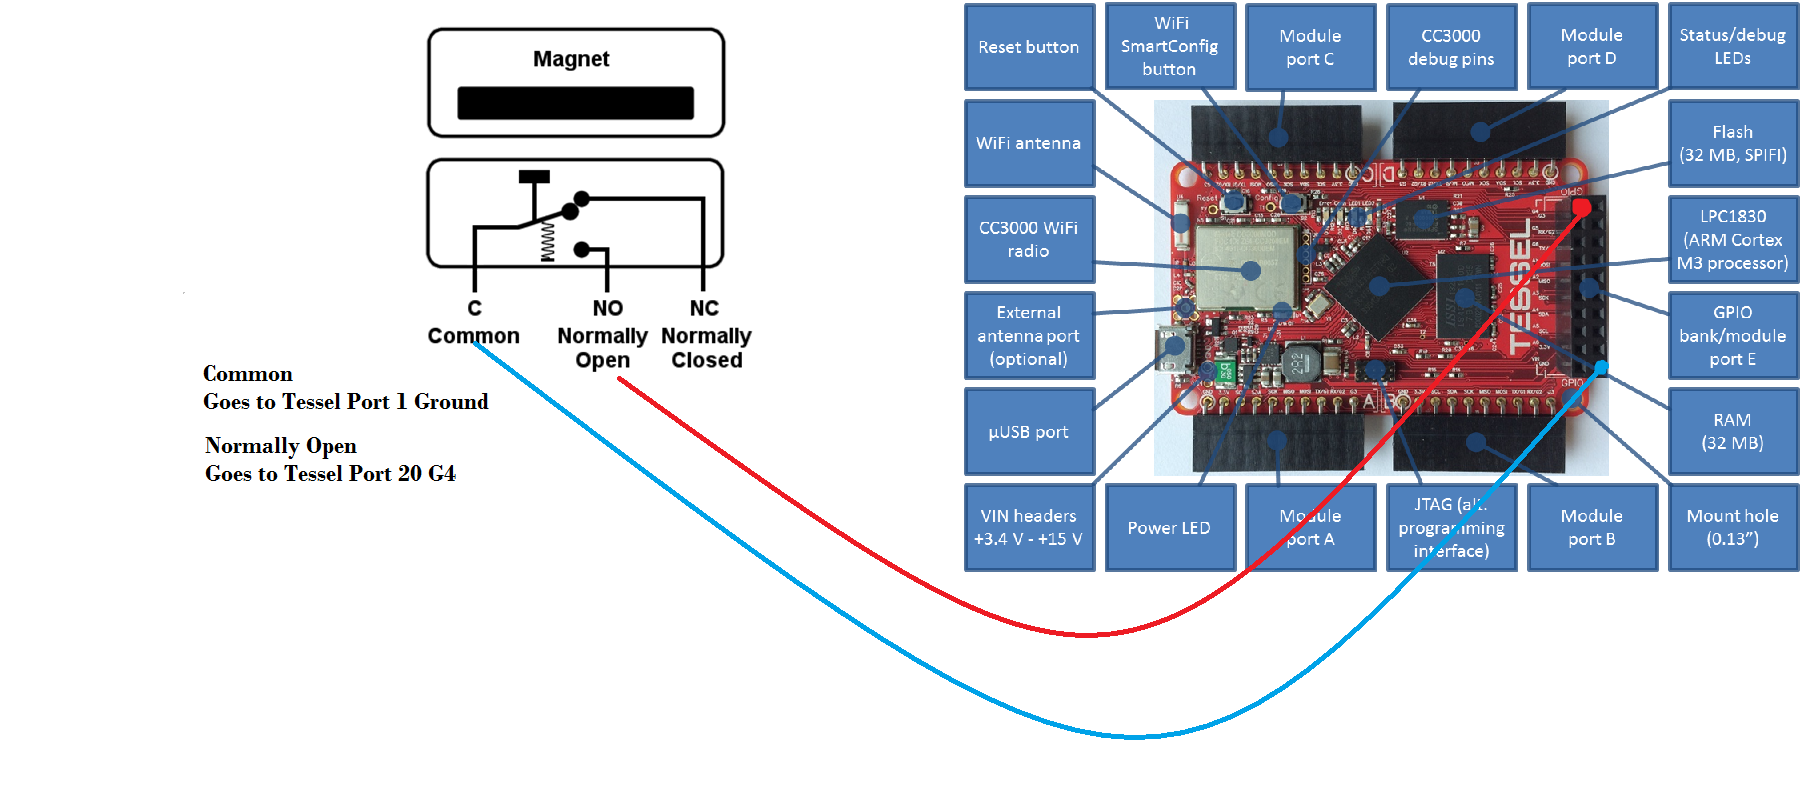 Magnet
C
Common
NO
Normally
Open
NC
Normally
Closed
Common
Goes to Tessel Port 1 Ground
Normally Open
Goes to Tessel Port 20 G4
Reset button
WiFi
SmartConfig
button
Module
port C
CC3000
debug pins
Module
port D
Status/debug
LEDs
WiFi antenna
Flash
(32 MB, SPIFI)
CC3000 WiFi
radio
LPC1830
(ARM Cortex
M3 processor)
External
antenna port
(optional)
GPIO
bank/module
port E
µUSB port
RAM
(32 MB)
VIN headers
+3.4 V - +15 V
Power LED
Module
port A
JTAG (alt.
programming
interface)
Module
port B
Mount hole
(0.13”)
Reset
Config
C
D
GPIO
TESSEL
A
B
GPIO